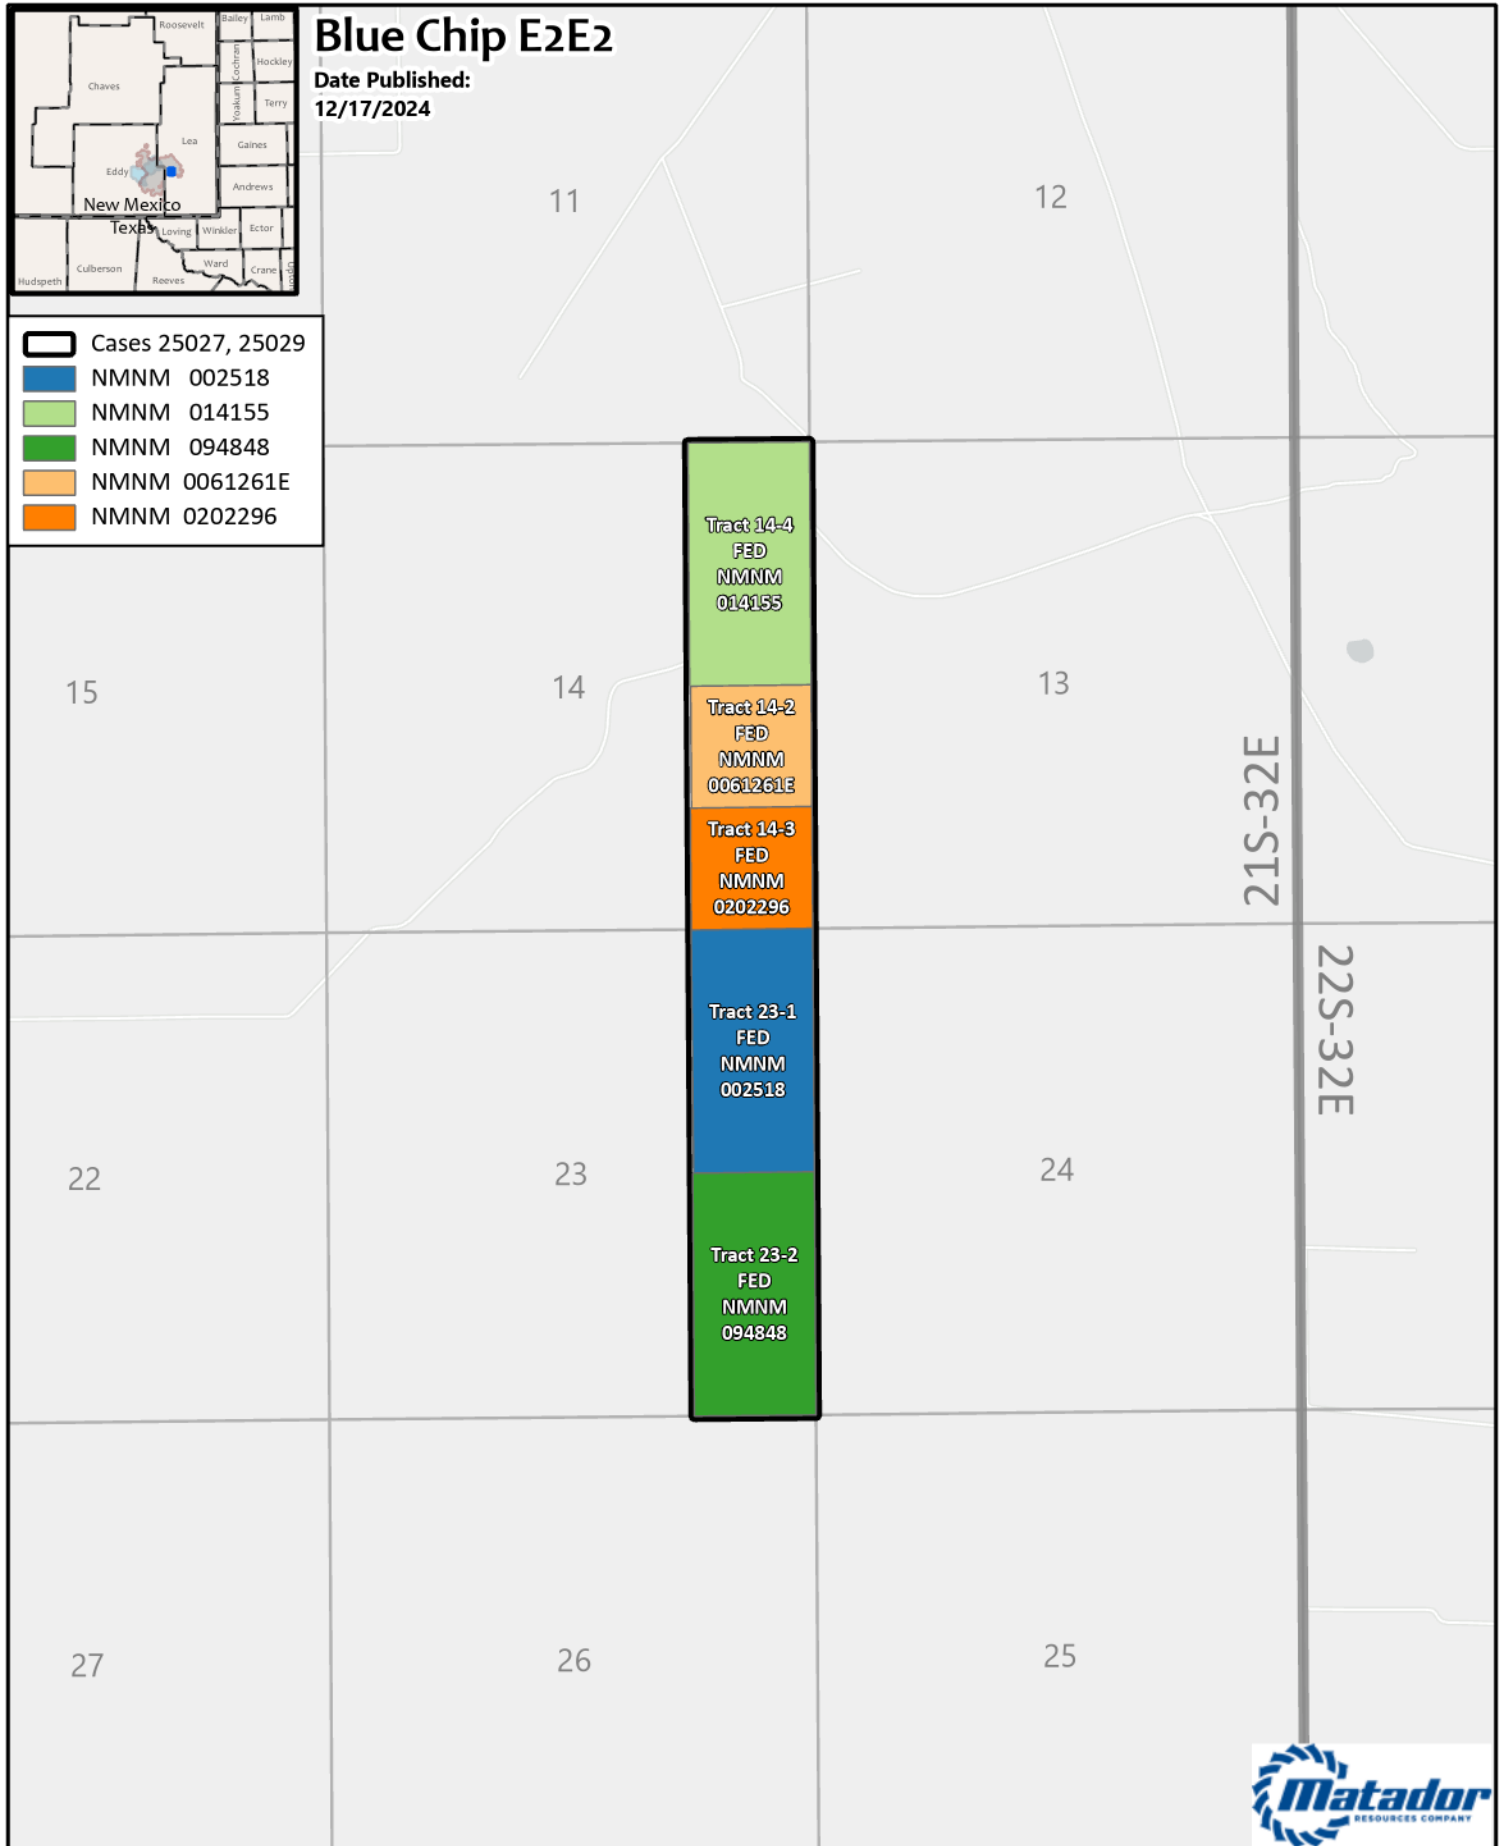 Blue Chip E2E2
Date Published:
12/17/2024
Roosevelt
Bailey
Lamb
Chaves
Cochran
Hockley
Yoakum
Terry
Lea
Gaines
Eddy
Andrews
New Mexico
Texas
Loving
Winkler
Ector
Culberson
Ward
Crane
Upton
Hudspeth
Reeves
Cases 25027, 25029
NMNM 002518
NMNM 014155
NMNM 094848
NMNM 0061261E
NMNM 0202296
11
12
Tract 14-4
FED
NMNM
014155
15
14
13
Tract 14-2
FED
NMNM
0061261E
21S-32E
Tract 14-3
FED
NMNM
0202296
22S-32E
Tract 23-1
FED
NMNM
002518
22
23
24
Tract 23-2
FED
NMNM
094848
27
26
25
Matador
RESOURCES COMPANY